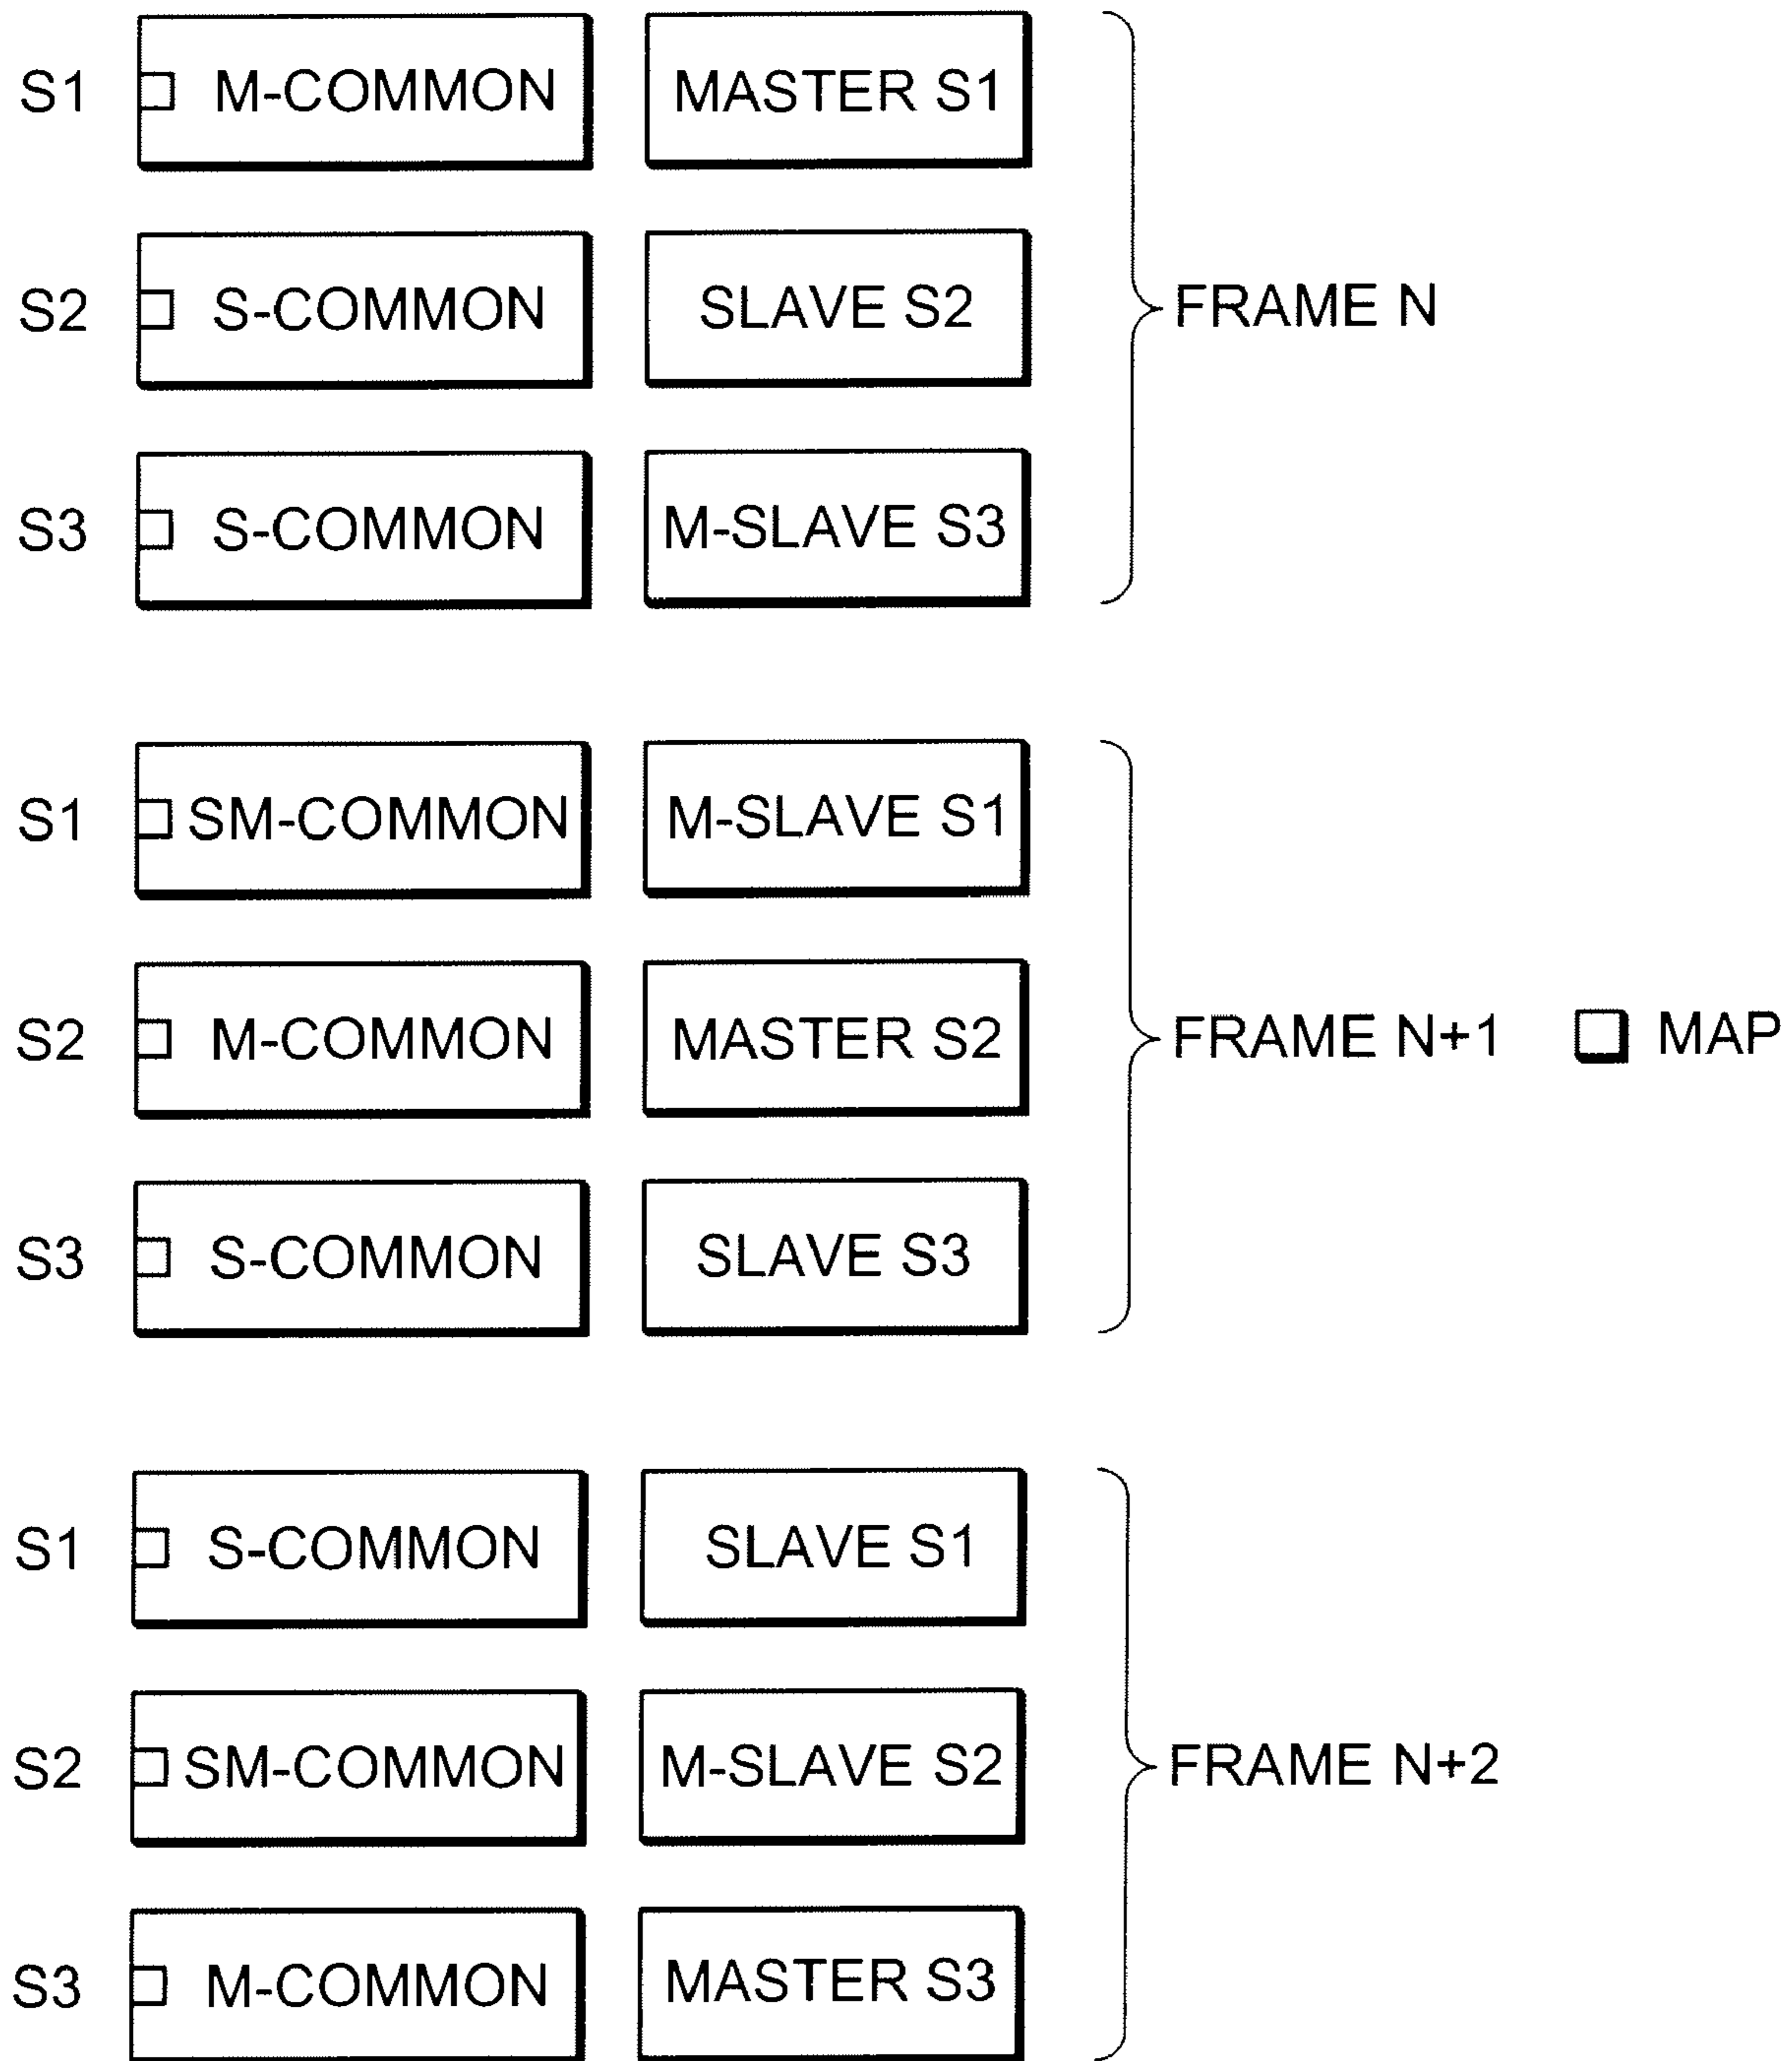 S1 M-COMMON MASTER S1
S2 S-COMMON SLAVE S2 FRAME N
S3 S-COMMON M-SLAVE S3
S1 SM-COMMON M-SLAVE S1
S2 M-COMMON MASTER S2 FRAME N+1 MAP
S3 S-COMMON SLAVE S3
S1 S-COMMON SLAVE S1
S2 SM-COMMON M-SLAVE S2 FRAME N+2
S3 M-COMMON MASTER S3